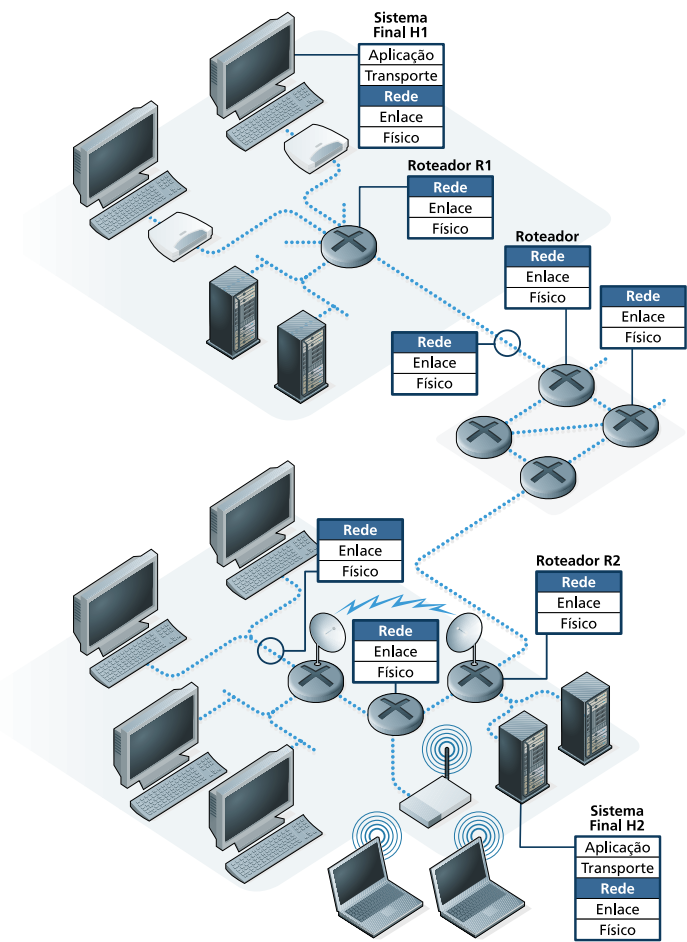 Sistema
Final H1
Aplicação
Transporte
Rede
Enlace
Físico
Roteador R1
Rede
Enlace
Físico
Roteador
Rede
Enlace
Físico
Rede
Enlace
Físico
Rede
Enlace
Físico
Rede
Enlace
Físico
Roteador R2
Rede
Enlace
Físico
Rede
Enlace
Físico
Sistema
Final H2
Aplicação
Transporte
Rede
Enlace
Físico